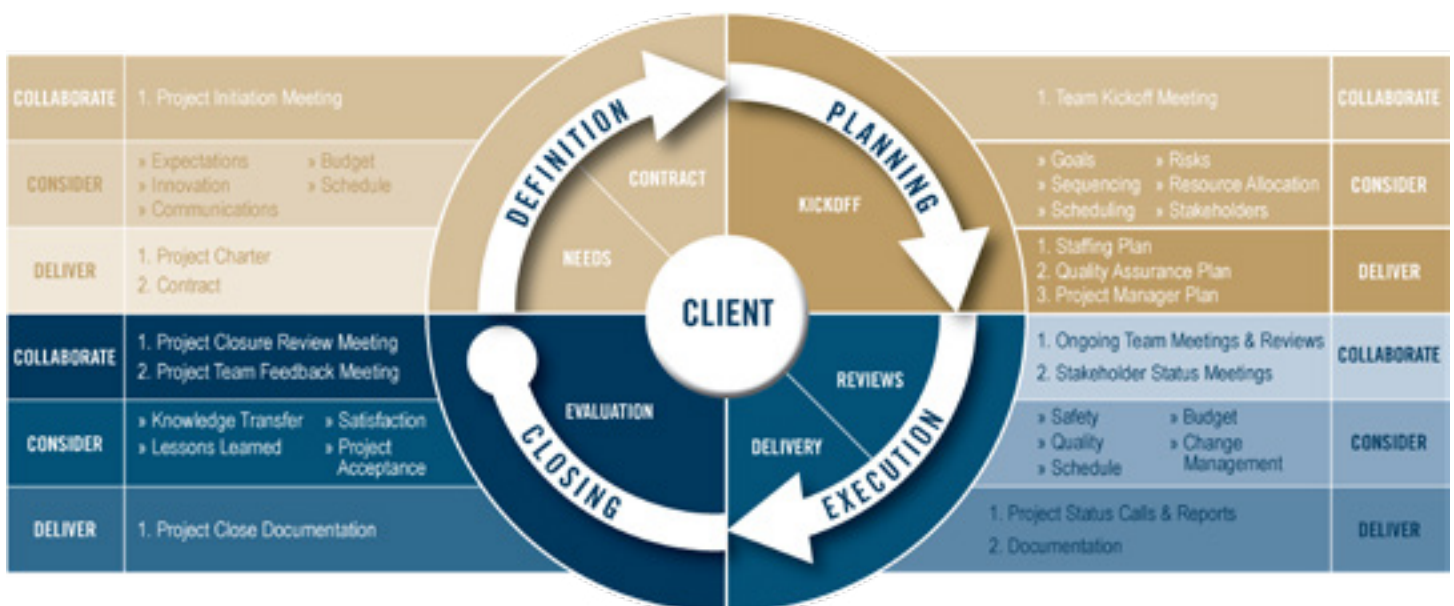 COLLABORATE
1. Project Initiation Meeting
CONSIDER
» Expectations » Budget
» Innovation » Schedule
» Communications
DELIVER
1. Project Charter
2. Contract
COLLABORATE
1. Project Closure Review Meeting
2. Project Team Feedback Meeting
CONSIDER
» Knowledge Transfer » Satisfaction
» Lessons Learned » Project
Acceptance
DELIVER
1. Project Close Documentation
DEFINITION
CONTRACT
NEEDS
PLANNING
KICKOFF
CLIENT
REVIEWS
DELIVERY
EXECUTION
EVALUATION
CLOSING
1. Team Kickoff Meeting
COLLABORATE
» Goals » Risks
» Sequencing » Resource Allocation
» Scheduling » Stakeholders
CONSIDER
1. Staffing Plan
2. Quality Assurance Plan
3. Project Manager Plan
DELIVER
1. Ongoing Team Meetings & Reviews
2. Stakeholder Status Meetings
COLLABORATE
» Safety » Budget
» Quality » Change
» Schedule Management
CONSIDER
1. Project Status Calls & Reports
2. Documentation
DELIVER